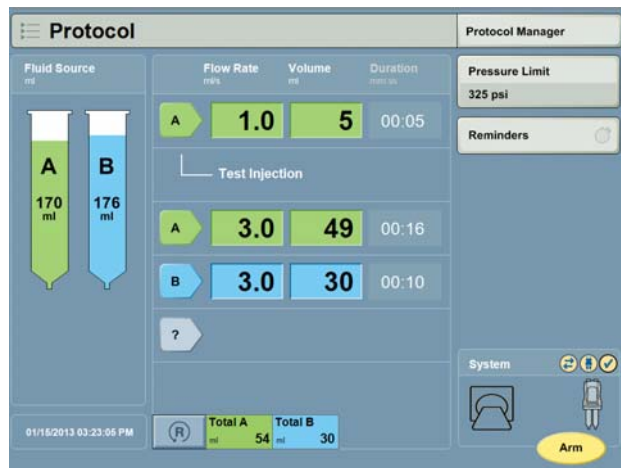 Protocol
Protocol Manager
Fluid Source
ml
Flow Rate Volume Duration
ml/s ml mm:ss
Pressure Limit
325 psi
A 1.0 5 00:05
Reminders
Test Injection
A
170
ml
B
176
ml
A 3.0 49 00:16
B 3.0 30 00:10
?
System
01/15/2013 03:23:05 PM
R
Total A Total B
ml 54 ml 30
Arm